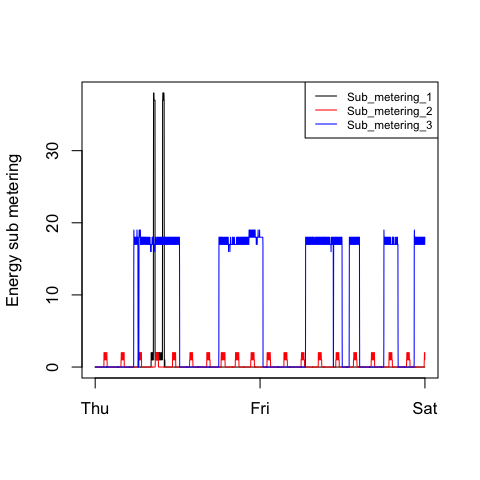 Sub_metering_1
Sub_metering_2
Sub_metering_3
Energy sub metering
30
20
10
0
Thu Fri Sat